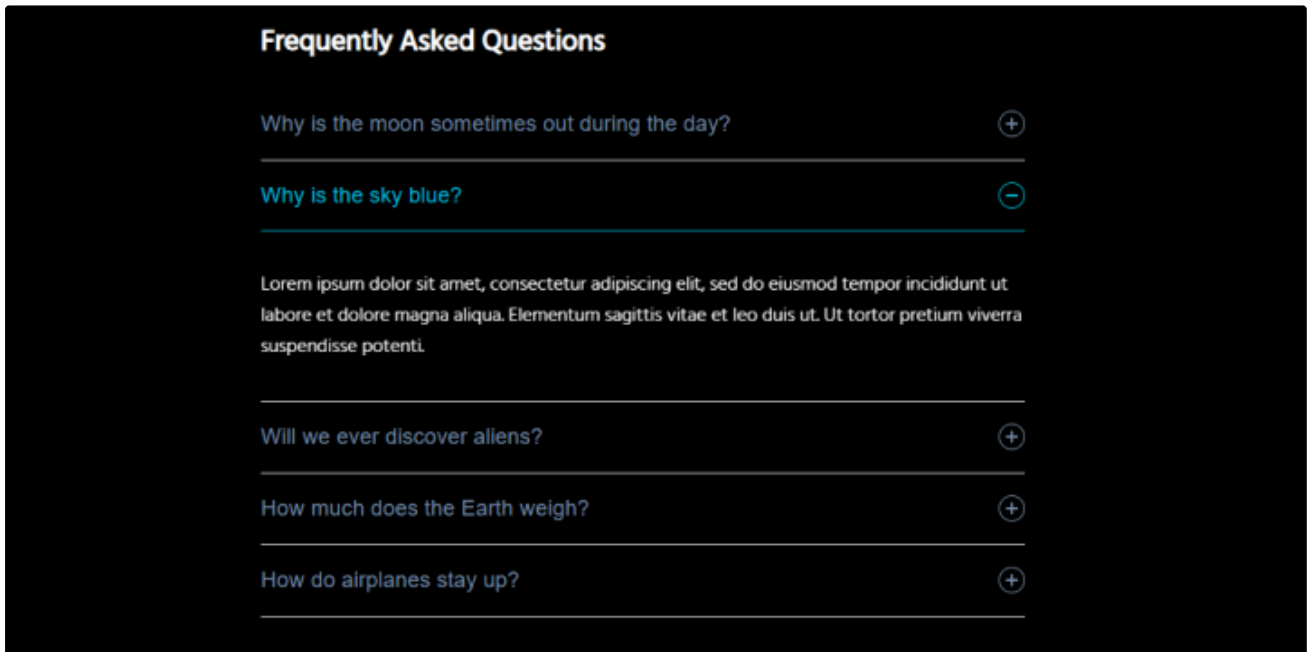 Frequently Asked Questions
Why is the moon sometimes out during the day?
Why is the sky blue?
Lorem ipsum dolor sit amet, consectetur adipiscing elit, sed do eiusmod tempor incididunt ut
labore et dolore magna aliqua. Elementum sagittis vitae et leo duis ut. Ut tortor pretium viverra
suspendisse potenti.
Will we ever discover aliens?
How much does the Earth weigh?
How do airplanes stay up?